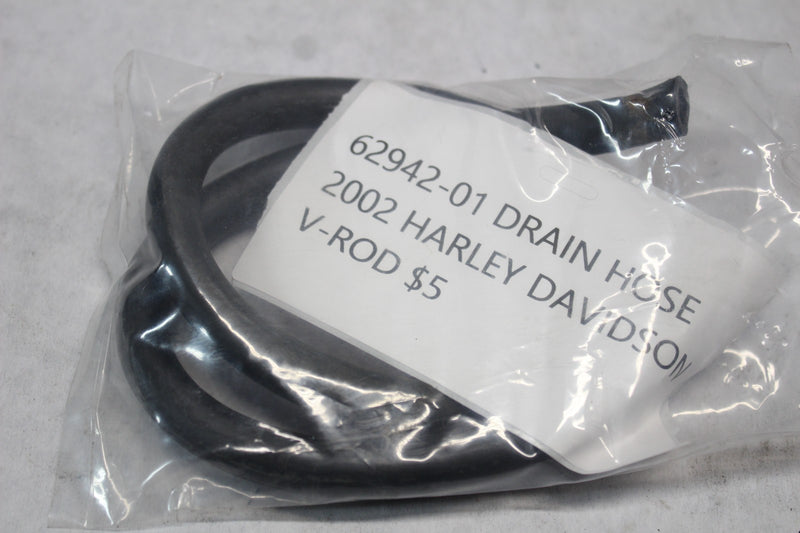 62942-01 DRAIN HOSE
2002 HARLEY DAVIDSON
V-ROD $5